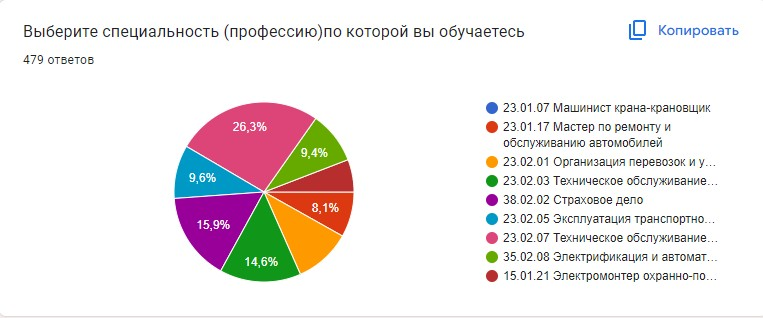 Выберите специальность (профессию)по которой вы обучаетесь
Копировать
479 ответов
26,3%
9,4%
9,6%
8,1%
15,9%
14,6%
23.01.07 Машинист крана-крановщик
23.01.17 Мастер по ремонту и
обслуживанию автомобилей
23.02.01 Организация перевозок и у…
23.02.03 Техническое обслуживание…
38.02.02 Страховое дело
23.02.05 Эксплуатация транспортно…
23.02.07 Техническое обслуживание…
35.02.08 Электрификация и автомат…
15.01.21 Электромонтер охранно-по…